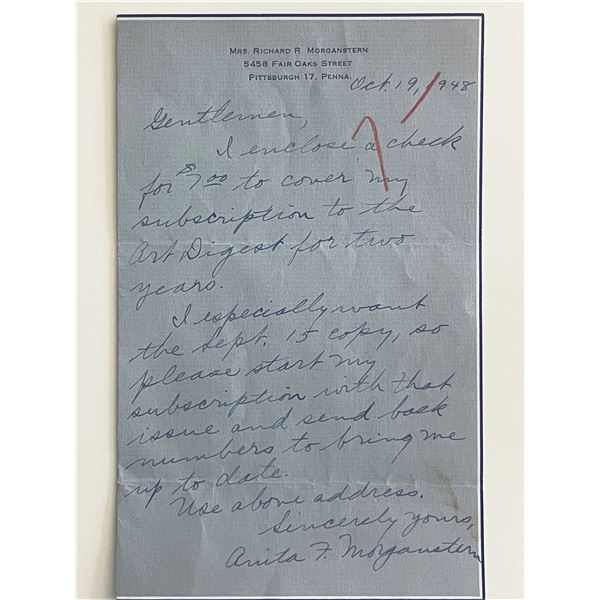 MRS. RICHARD R. MORGANSTERN
5458 FAIR OAKS STREET
PITTSBURGH 17, PENNA.
Oct. 19, 1948
Gentlemen,
I enclose a check
for $7.00 to cover my
subscription to the
Art Digest for two
years.
I especially want
the Sept. 15 copy, so
please start my
subscription with that
issue and send back
numbers to bring me
up to date.
Use above address.
Sincerely yours,
Anita F. Morganstern